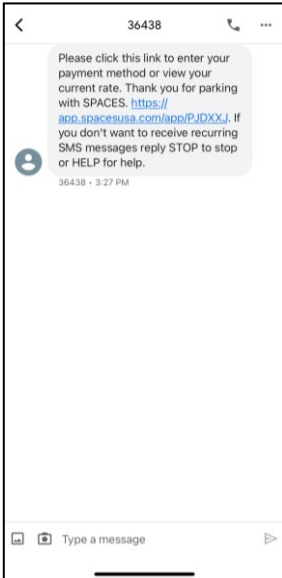 36438
Please click this link to enter your
payment method or view your
current rate. Thank you for parking
with SPACES. https://
app.spacesusa.com/app/PJDXXJ. If
you don't want to receive recurring
SMS messages reply STOP to stop
or HELP for help.
36438 • 3:27 PM
Type a message